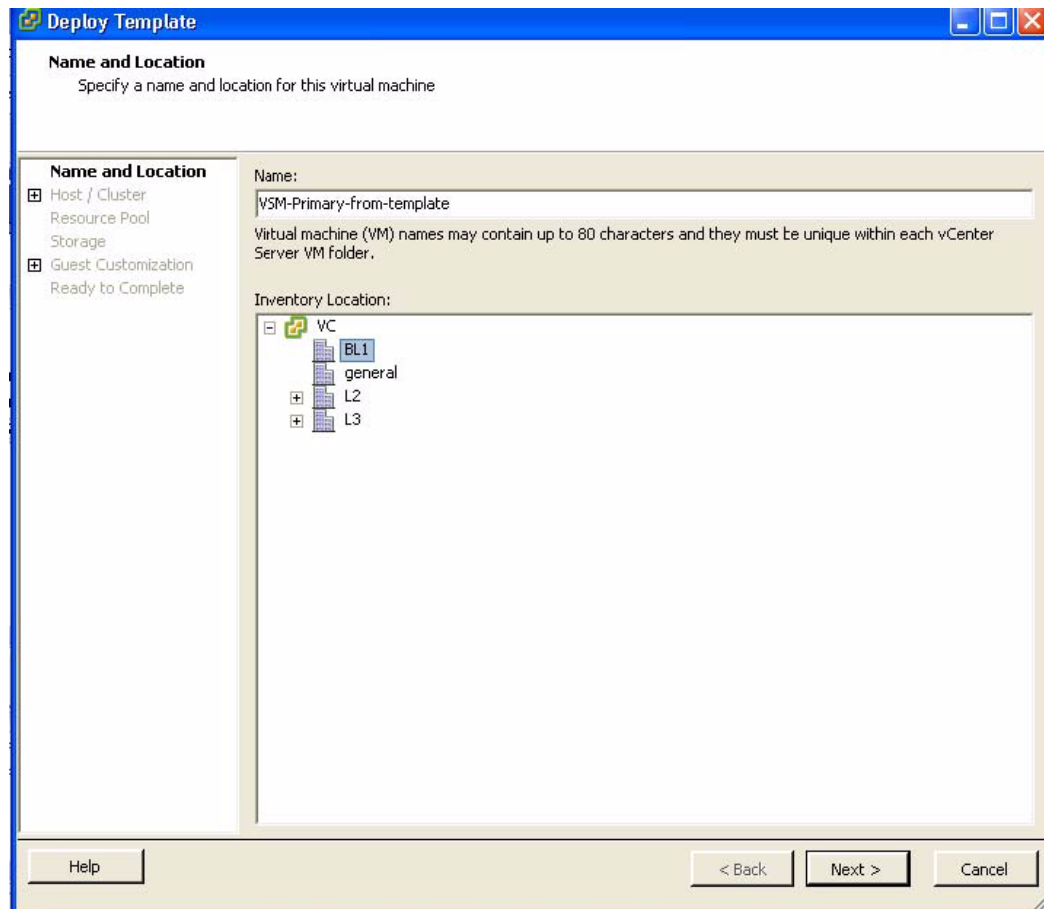 Deploy Template
Name and Location
Specify a name and location for this virtual machine
Name and Location
Host / Cluster
Resource Pool
Storage
Guest Customization
Ready to Complete
Name:
VSM-Primary-from-template
Virtual machine (VM) names may contain up to 80 characters and they must be unique within each vCenter
Server VM folder.
Inventory Location:
VC
BL1
general
L2
L3
Help
< Back
Next >
Cancel